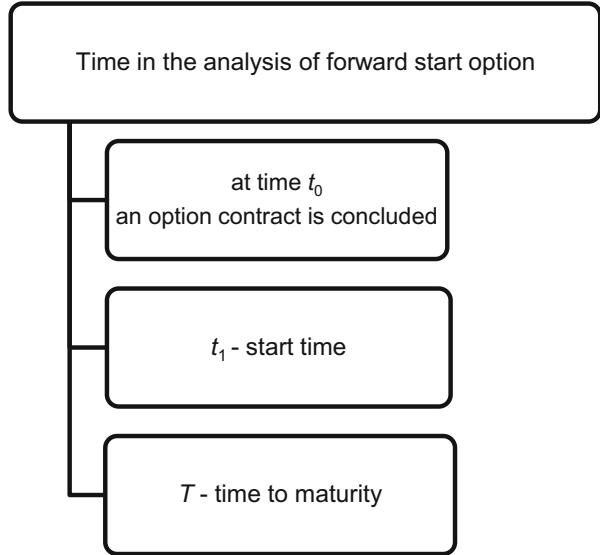 Time in the analysis of forward start option
at time t₀
an option contract is concluded
t₁ - start time
T - time to maturity